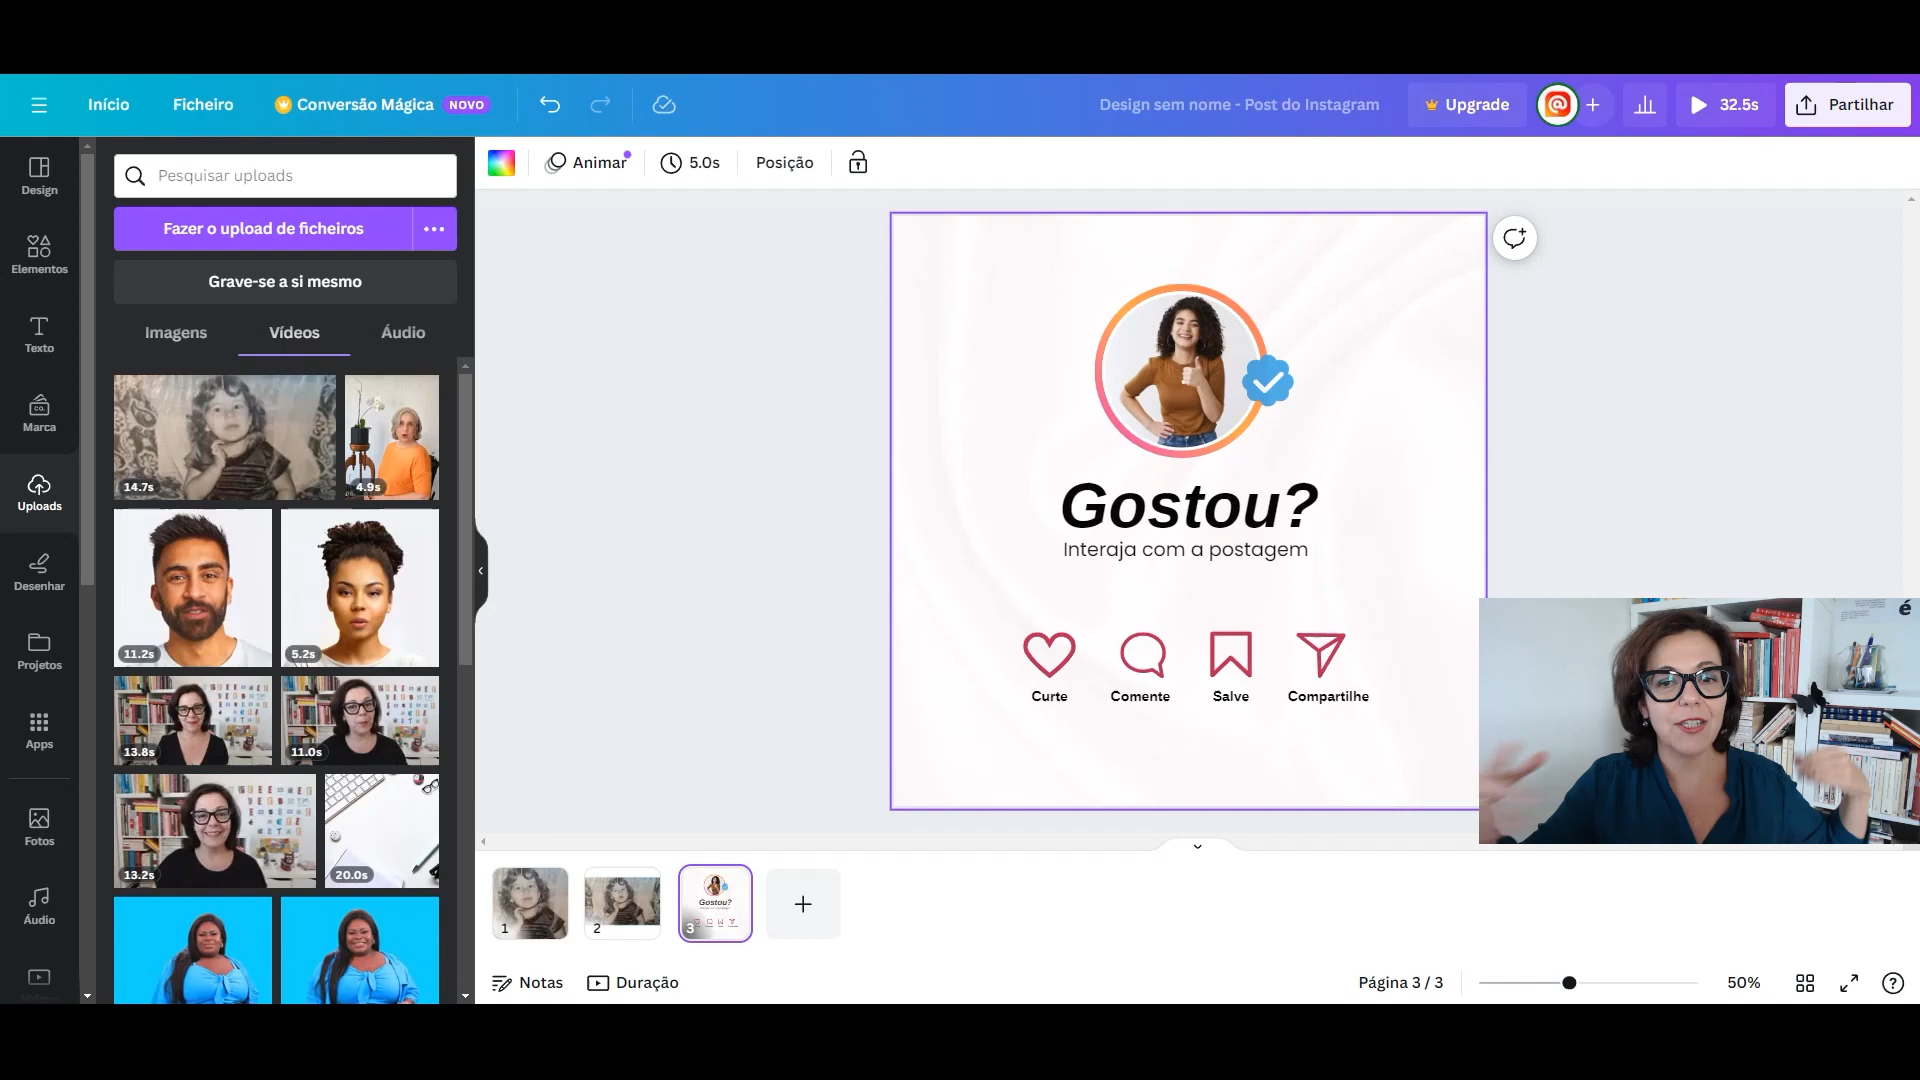 Início
Ficheiro
Conversão Mágica NOVO
Design sem nome - Post do Instagram
Upgrade
32.5s
Partilhar
Design
Elementos
Texto
CO.
Marca
Uploads
Desenhar
Projetos
Apps
Fotos
Áudio
Pesquisar uploads
Fazer o upload de ficheiros
Grave-se a si mesmo
Imagens
Vídeos
Áudio
14.7s
4.9s
11.2s
5.2s
13.8s
11.0s
13.2s
20.0s
Animar
5.0s
Posição
Gostou?
Interaja com a postagem
Curte
Comente
Salve
Compartilhe
é
1
2
Gostou?
3
Notas
Duração
Página 3 / 3
50%